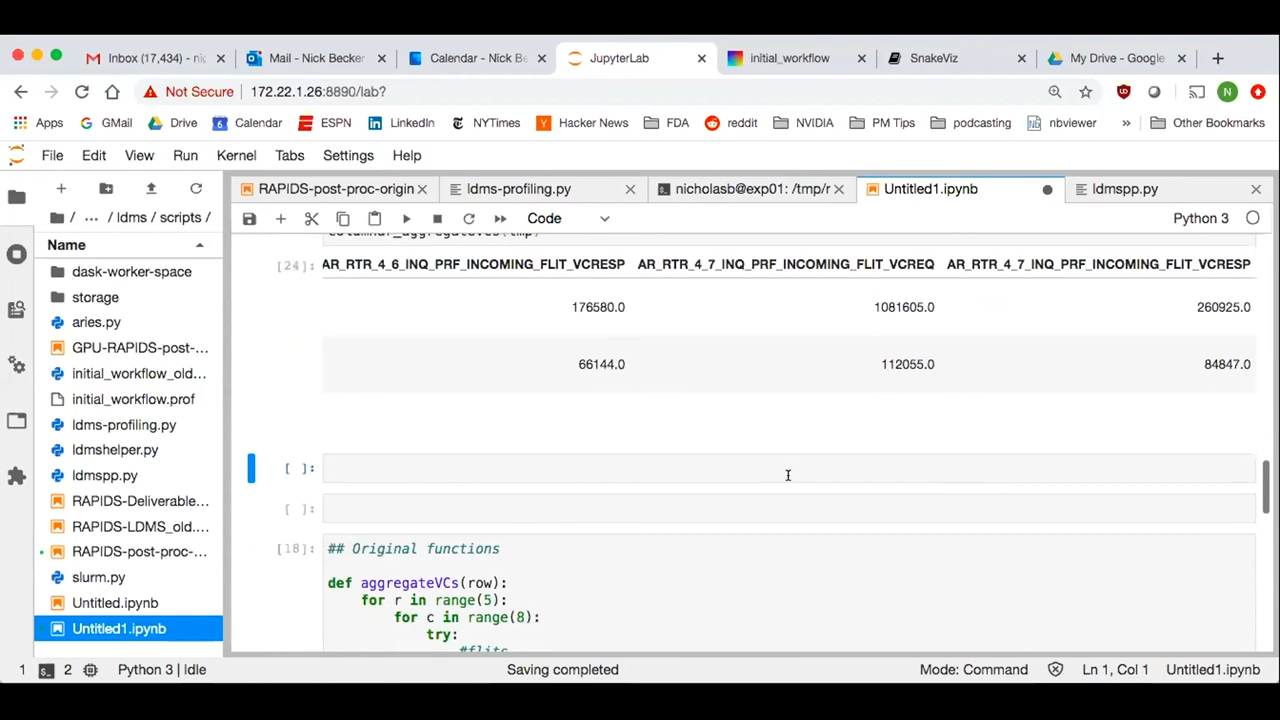 Inbox (17,434) - nic
Mail - Nick Becker
Calendar - Nick B
JupyterLab
initial_workflow
SnakeViz
My Drive - Google
Not Secure
172.22.1.26:8890/lab?
N
Apps
GMail
Drive
Calendar
ESPN
LinkedIn
NYTimes
Hacker News
FDA
reddit
NVIDIA
PM Tips
podcasting
nbviewer
»
Other Bookmarks
File
Edit
View
Run
Kernel
Tabs
Settings
Help
RAPIDS-post-proc-origin
ldms-profiling.py
nicholasb@exp01: /tmp/r
Untitled1.ipynb
ldmspp.py
/ ... / ldms / scripts /
Code
Python 3
Name
dask-worker-space
storage
aries.py
GPU-RAPIDS-post-...
initial_workflow_old...
initial_workflow.prof
ldms-profiling.py
ldmshelper.py
ldmspp.py
RAPIDS-Deliverable...
RAPIDS-LDMS_old....
RAPIDS-post-proc-...
slurm.py
Untitled.ipynb
Untitled1.ipynb
columnar_aggregateVCs(tmp)
[24]:
AR_RTR_4_6_INQ_PRF_INCOMING_FLIT_VCRESP AR_RTR_4_7_INQ_PRF_INCOMING_FLIT_VCREQ AR_RTR_4_7_INQ_PRF_INCOMING_FLIT_VCRESP
176580.0 1081605.0 260925.0
66144.0 112055.0 84847.0
[ ]:
[ ]:
[18]:
## Original functions
def aggregateVCs(row):
for r in range(5):
for c in range(8):
try:
#flits
1
2
Python 3 | Idle
Saving completed
Mode: Command
Ln 1, Col 1
Untitled1.ipynb